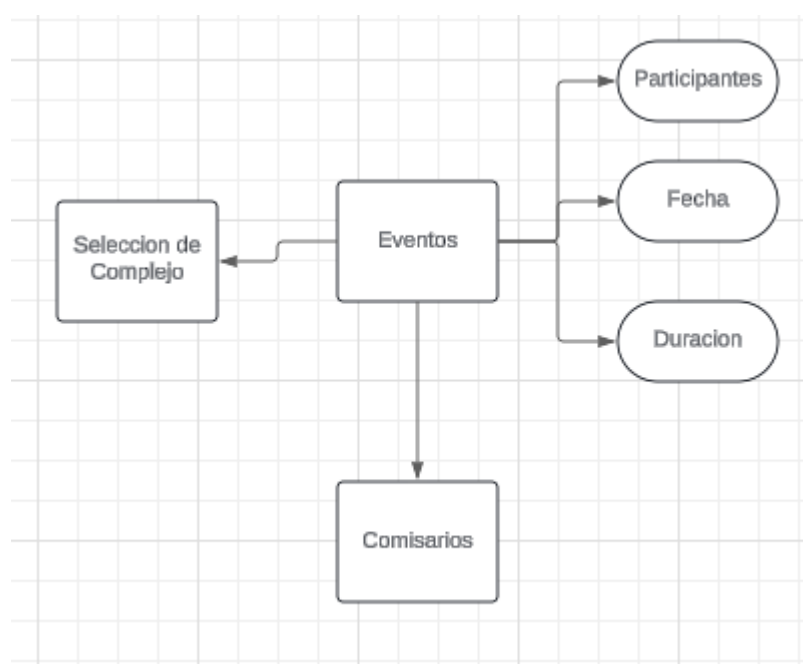 Participantes
Fecha
Eventos
Seleccion de
Complejo
Duracion
Comisarios